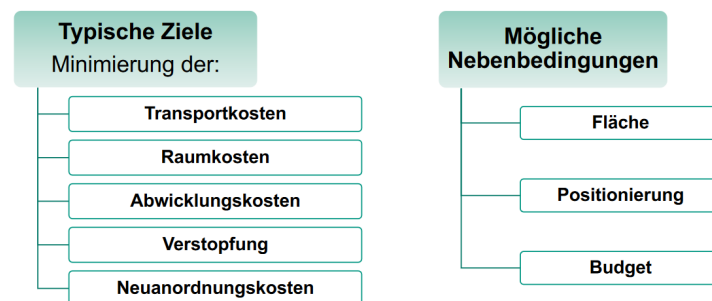 Typische Ziele
Minimierung der:
Transportkosten
Raumkosten
Abwicklungskosten
Verstopfung
Neuanordnungskosten
Mögliche
Nebenbedingungen
Fläche
Positionierung
Budget